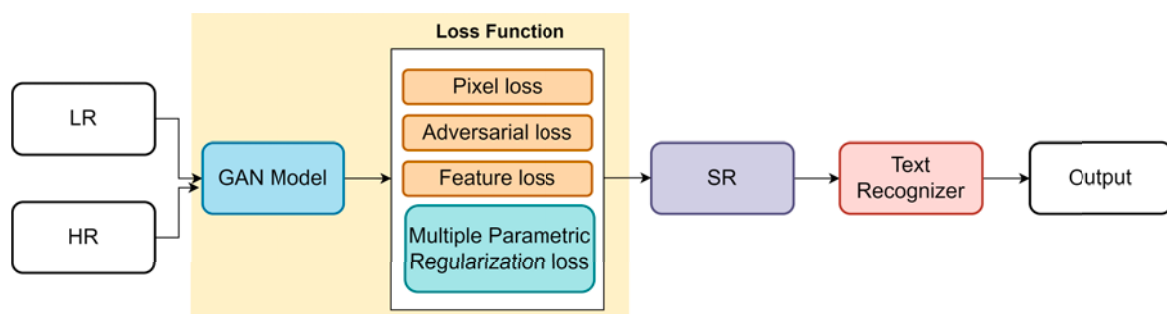 Loss Function
LR
HR
GAN Model
Pixel loss
Adversarial loss
Feature loss
Multiple Parametric
Regularization loss
SR
Text
Recognizer
Output